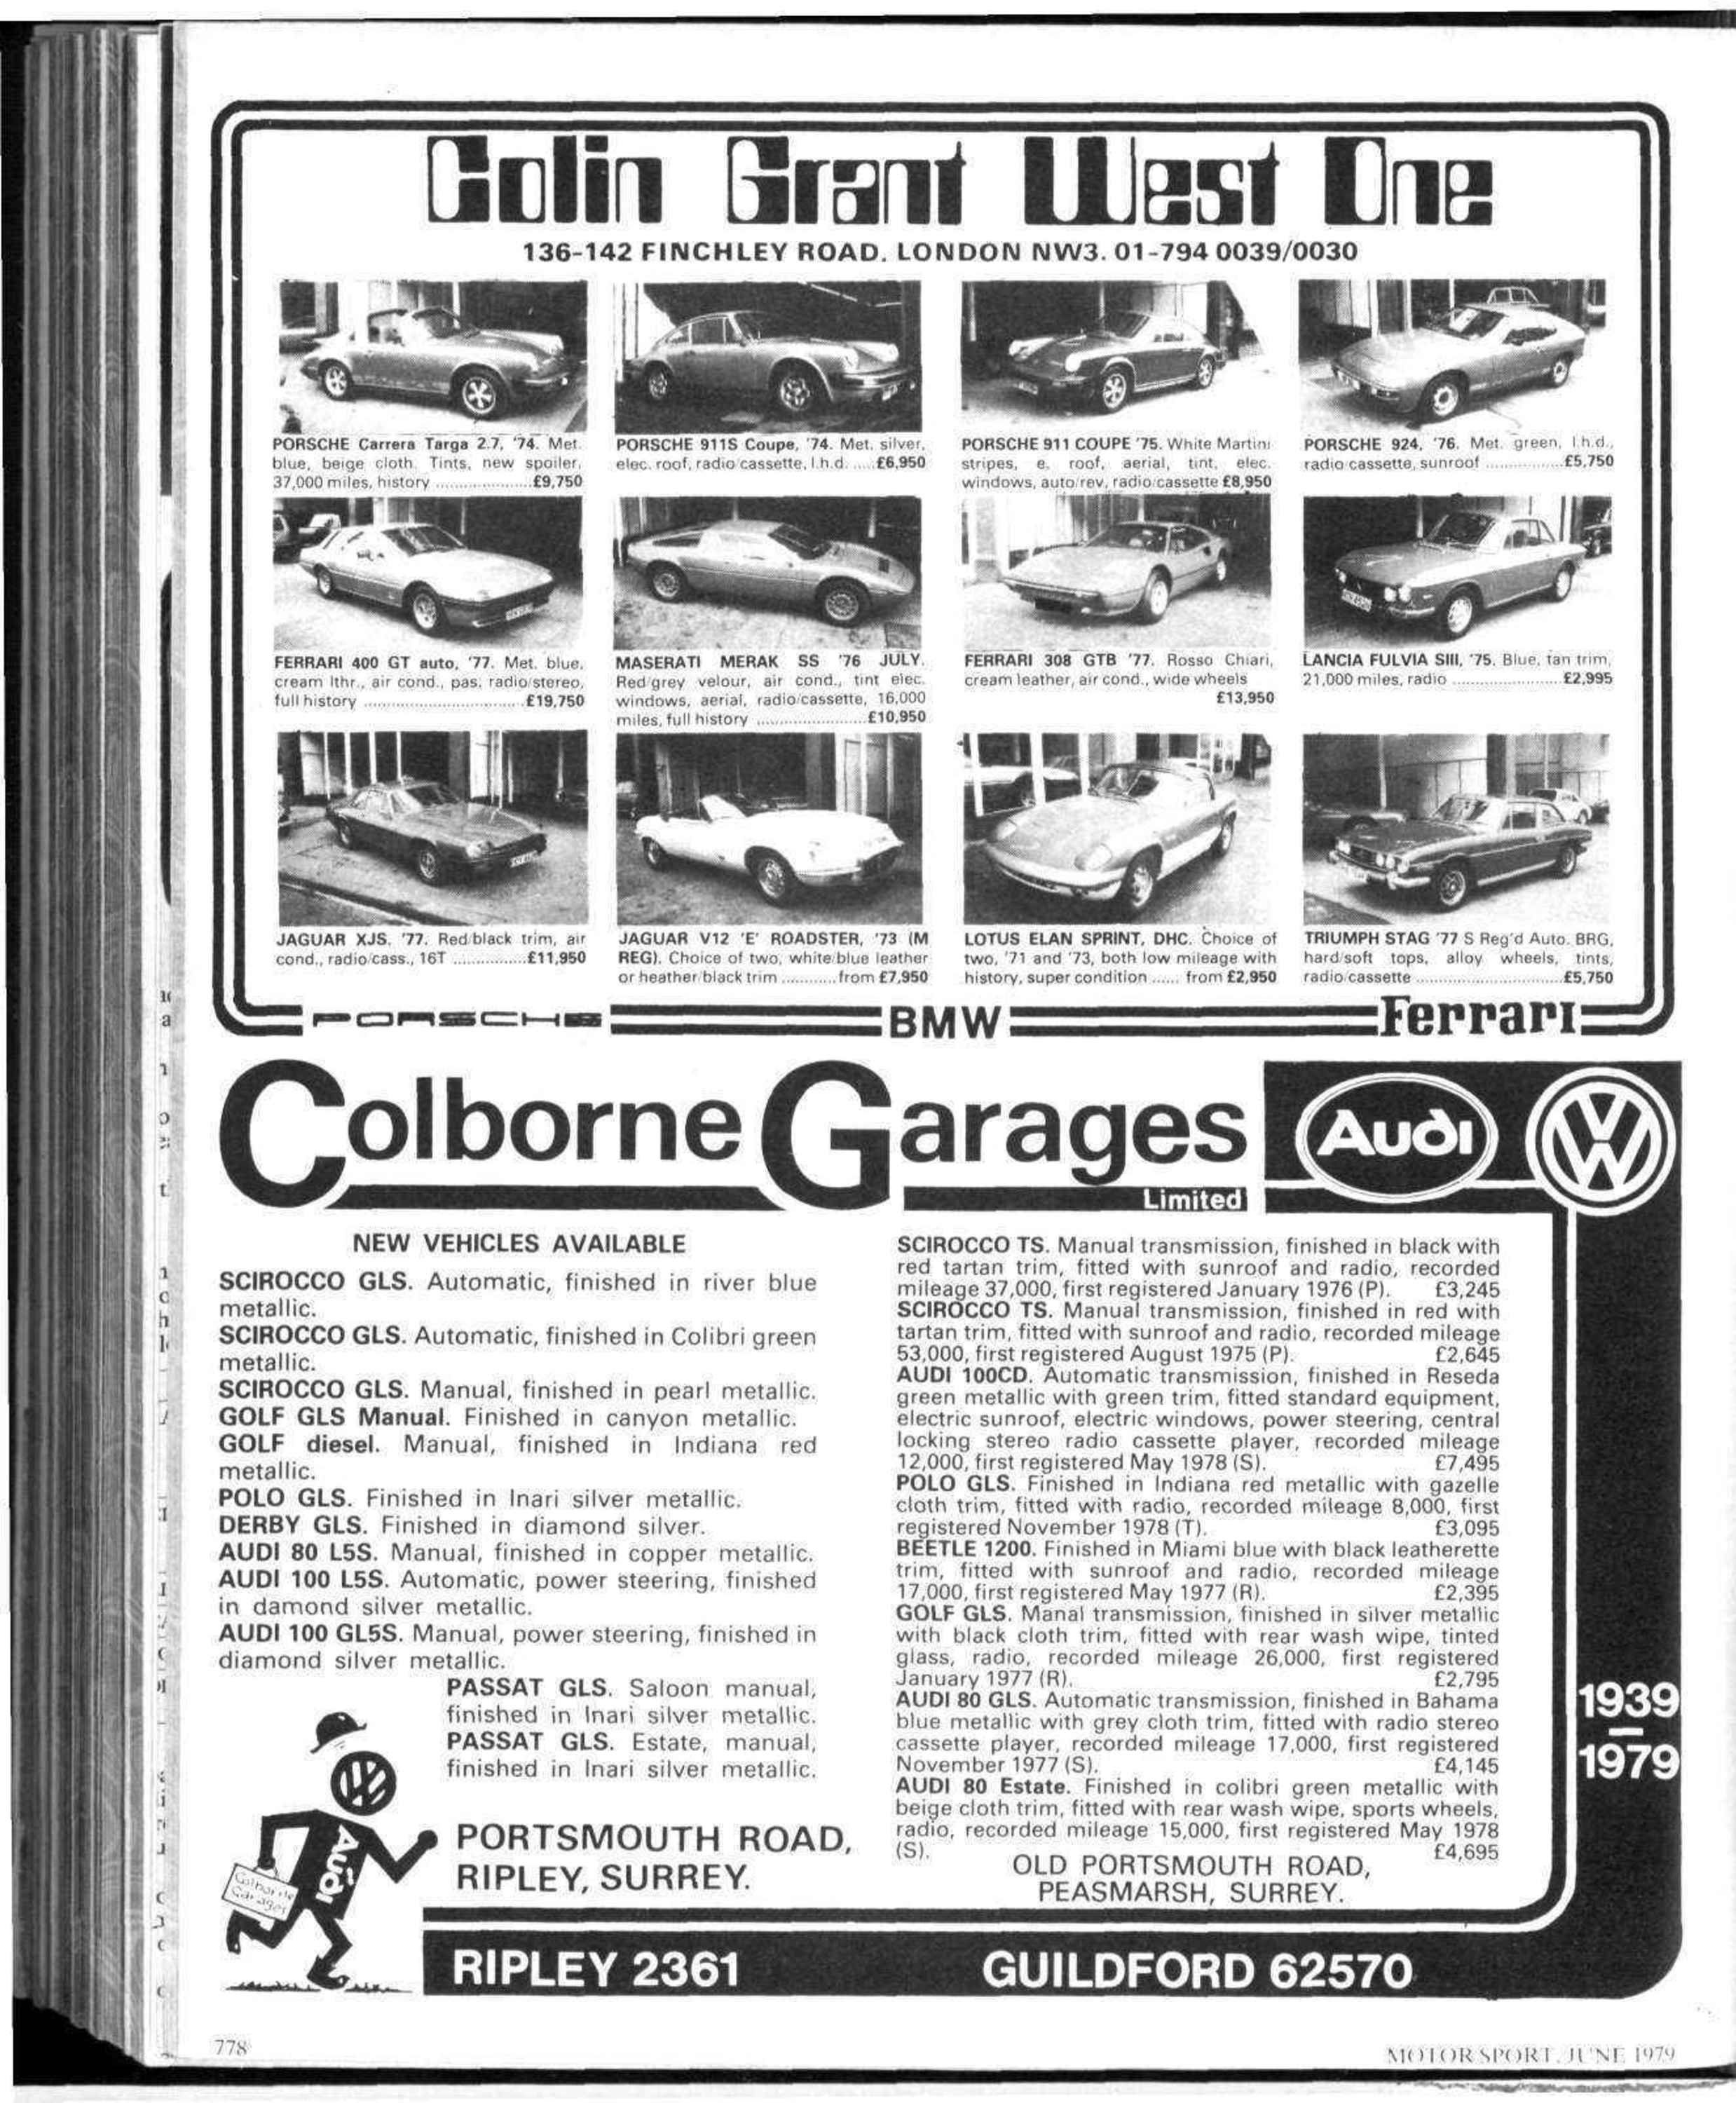 Colin Grant West One
136-142 FINCHLEY ROAD. LONDON NW3. 01-794 0039/0030
PORSCHE Carrera Targa 2.7, '74. Met.
blue, beige cloth. Tints, new spoiler,
37,000 miles, history .................... £9,750
PORSCHE 911S Coupe, '74. Met. silver,
elec. roof, radio/cassette, l.h.d. ..... £6,950
PORSCHE 911 COUPE '75. White Martini
stripes, e. roof, aerial, tint, elec.
windows, auto/rev, radio/cassette £8,950
PORSCHE 924, '76. Met. green, l.h.d.,
radio/cassette, sunroof ................ £5,750
FERRARI 400 GT auto, '77. Met. blue,
cream lthr., air cond., pas, radio/stereo,
full history ................................. £19,750
MASERATI MERAK SS '76 JULY.
Red/grey velour, air cond., tint elec.
windows, aerial, radio/cassette, 16,000
miles, full history ...................... £10,950
FERRARI 308 GTB '77. Rosso Chiari,
cream leather, air cond., wide wheels
£13,950
LANCIA FULVIA SIII, '75. Blue, tan trim,
21,000 miles, radio ...................... £2,995
JAGUAR XJS, '77. Red/black trim, air
cond., radio/cass., 16T ............... £11,950
JAGUAR V12 'E' ROADSTER, '73 (M
REG). Choice of two, white/blue leather
or heather/black trim ........... from £7,950
LOTUS ELAN SPRINT, DHC. Choice of
two, '71 and '73, both low mileage with
history, super condition ...... from £2,950
TRIUMPH STAG '77 S Reg'd Auto. BRG,
hard/soft tops, alloy wheels, tints,
radio/cassette .............................. £5,750
PORSCHE BMW Ferrari
Colborne Garages
Limited
Audi
VW
NEW VEHICLES AVAILABLE
SCIROCCO GLS. Automatic, finished in river blue
metallic.
SCIROCCO GLS. Automatic, finished in Colibri green
metallic.
SCIROCCO GLS. Manual, finished in pearl metallic.
GOLF GLS Manual. Finished in canyon metallic.
GOLF diesel. Manual, finished in Indiana red
metallic.
POLO GLS. Finished in Inari silver metallic.
DERBY GLS. Finished in diamond silver.
AUDI 80 L5S. Manual, finished in copper metallic.
AUDI 100 L5S. Automatic, power steering, finished
in damond silver metallic.
AUDI 100 GL5S. Manual, power steering, finished in
diamond silver metallic.
PASSAT GLS. Saloon manual,
finished in Inari silver metallic.
PASSAT GLS. Estate, manual,
finished in Inari silver metallic.
VW
Audi
Colborne
Garages
PORTSMOUTH ROAD,
RIPLEY, SURREY.
SCIROCCO TS. Manual transmission, finished in black with
red tartan trim, fitted with sunroof and radio, recorded
mileage 37,000, first registered January 1976 (P). £3,245
SCIROCCO TS. Manual transmission, finished in red with
tartan trim, fitted with sunroof and radio, recorded mileage
53,000, first registered August 1975 (P). £2,645
AUDI 100CD. Automatic transmission, finished in Reseda
green metallic with green trim, fitted standard equipment,
electric sunroof, electric windows, power steering, central
locking stereo radio cassette player, recorded mileage
12,000, first registered May 1978 (S). £7,495
POLO GLS. Finished in Indiana red metallic with gazelle
cloth trim, fitted with radio, recorded mileage 8,000, first
registered November 1978 (T). £3,095
BEETLE 1200. Finished in Miami blue with black leatherette
trim, fitted with sunroof and radio, recorded mileage
17,000, first registered May 1977 (R). £2,395
GOLF GLS. Manal transmission, finished in silver metallic
with black cloth trim, fitted with rear wash wipe, tinted
glass, radio, recorded mileage 26,000, first registered
January 1977 (R). £2,795
AUDI 80 GLS. Automatic transmission, finished in Bahama
blue metallic with grey cloth trim, fitted with radio stereo
cassette player, recorded mileage 17,000, first registered
November 1977 (S). £4,145
AUDI 80 Estate. Finished in colibri green metallic with
beige cloth trim, fitted with rear wash wipe, sports wheels,
radio, recorded mileage 15,000, first registered May 1978
(S). £4,695
OLD PORTSMOUTH ROAD,
PEASMARSH, SURREY.
1939
—
1979
RIPLEY 2361 GUILDFORD 62570
778
MOTOR SPORT, JUNE 1979